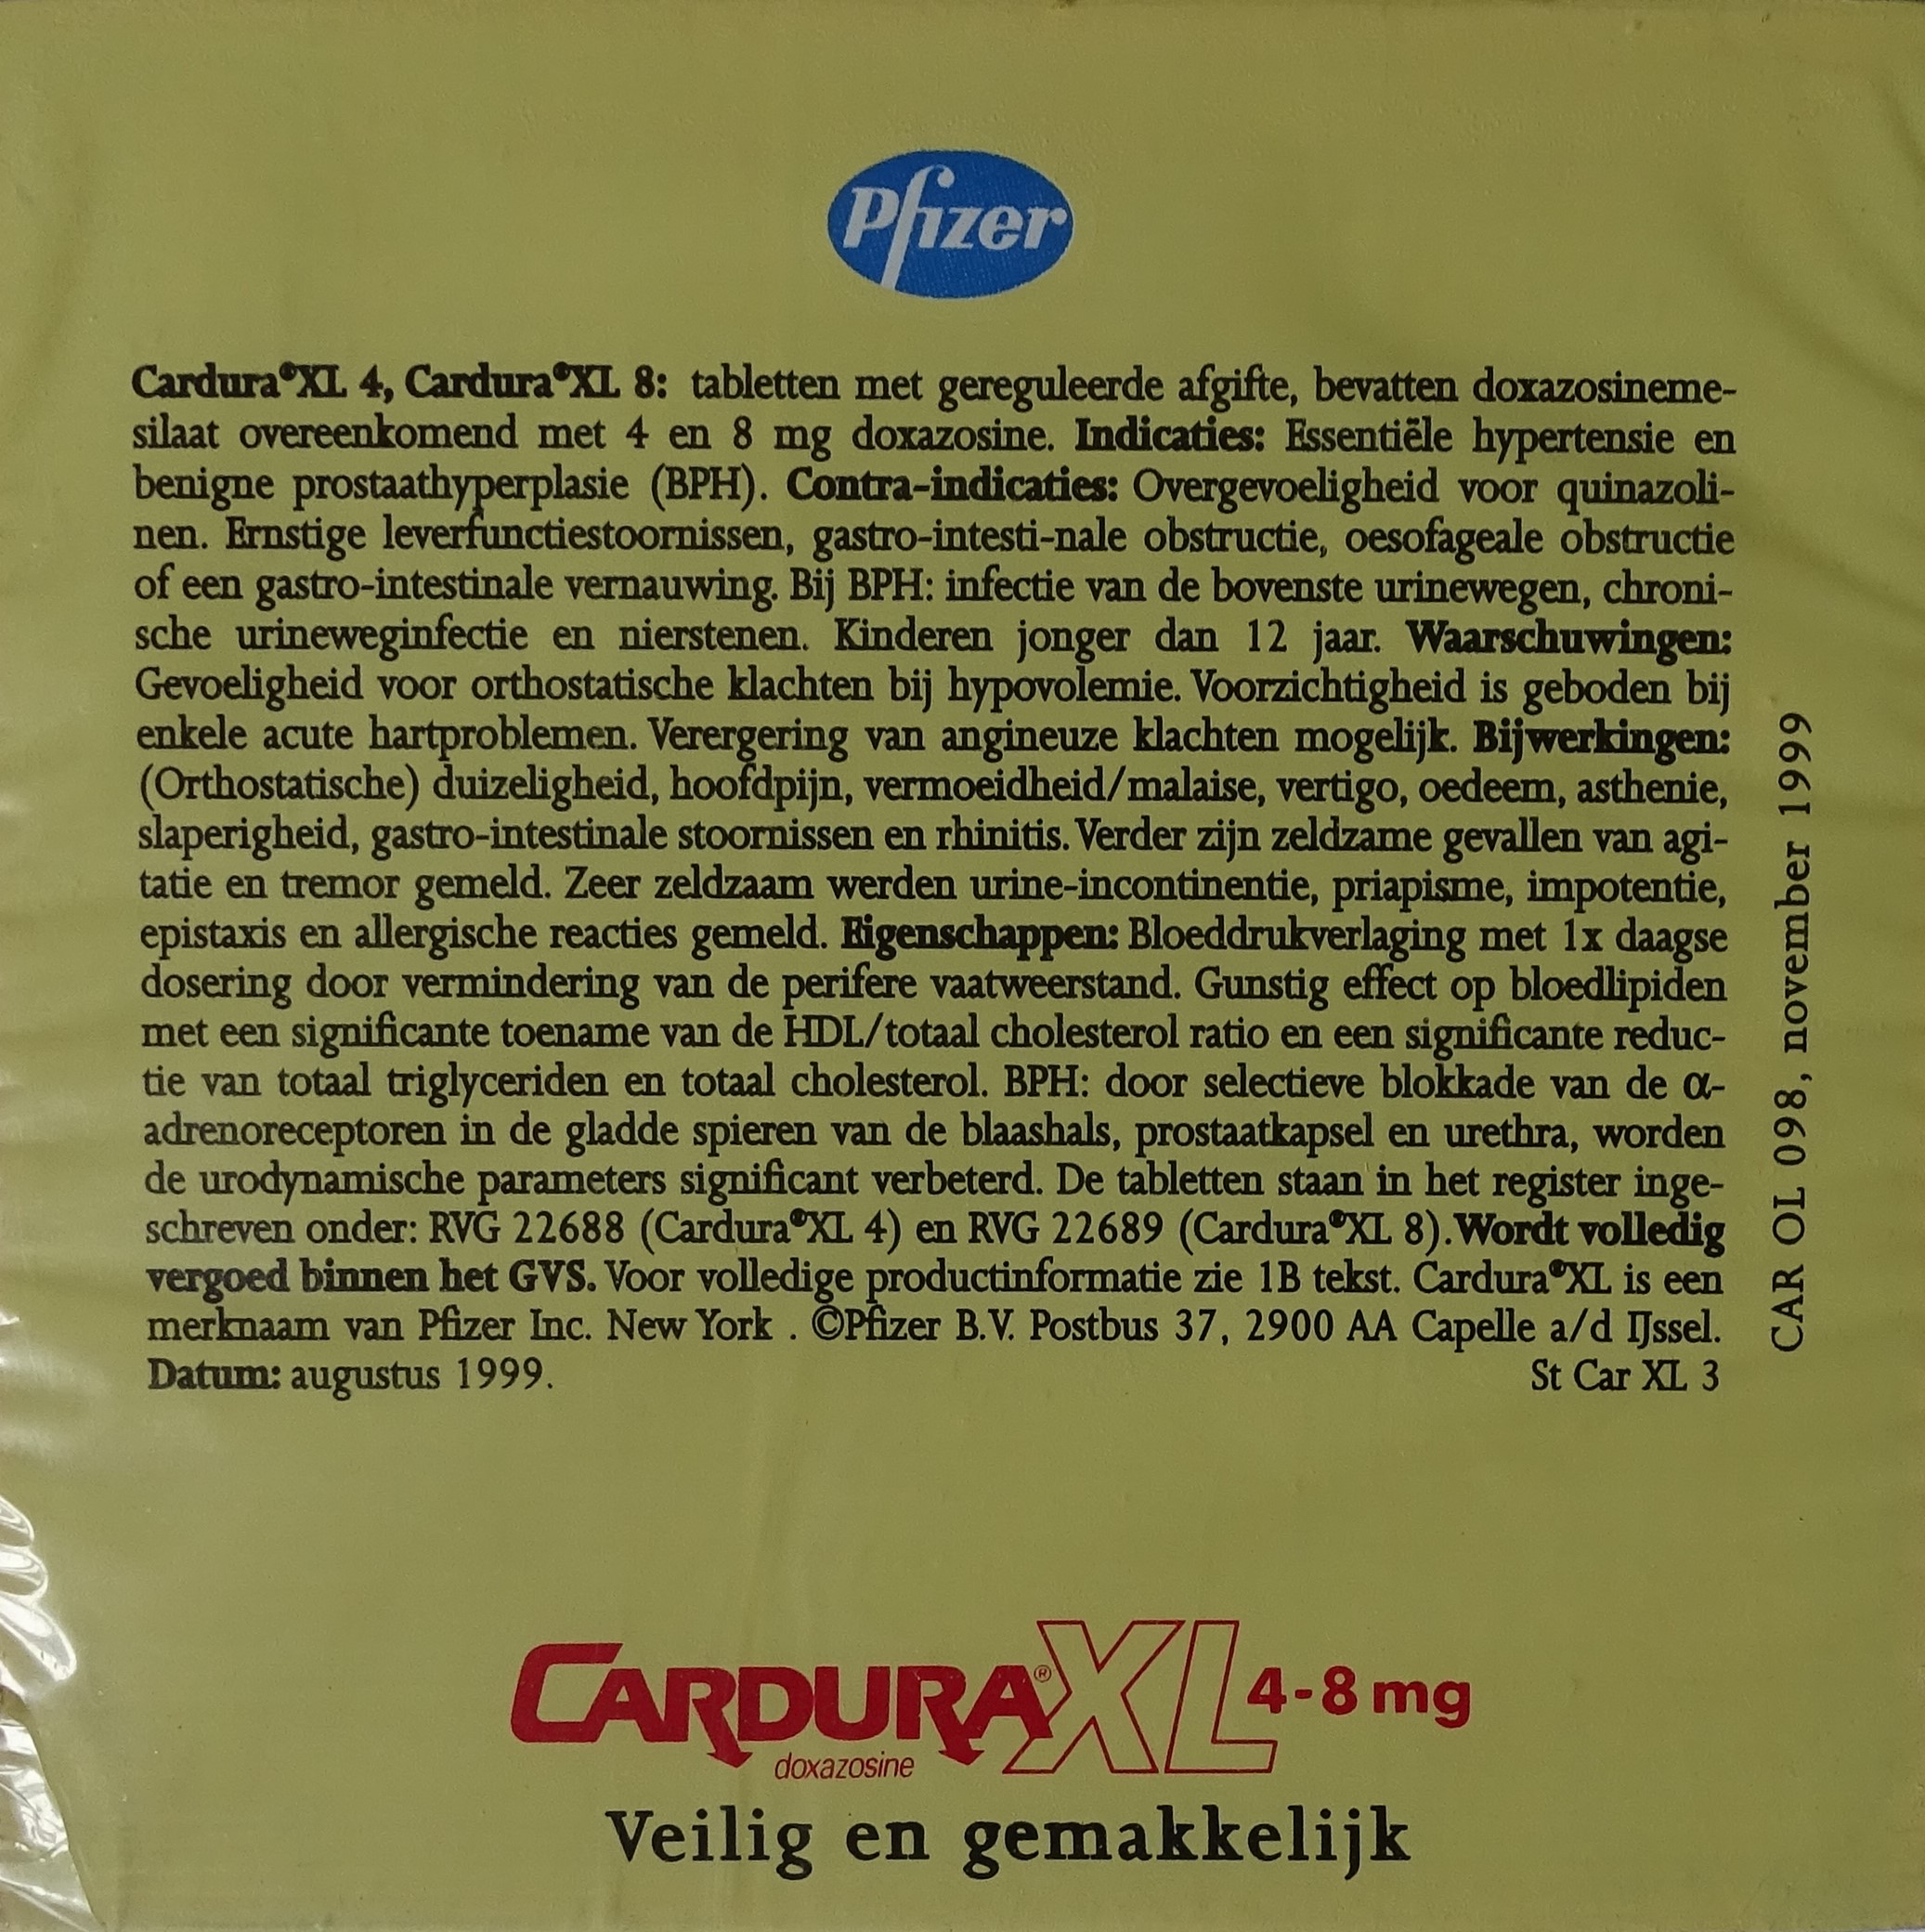 Pfizer
Cardura®XL 4, Cardura®XL 8: tabletten met gereguleerde afgifte, bevatten doxazosineme-
silaat overeenkomend met 4 en 8 mg doxazosine. Indicaties: Essentiële hypertensie en
benigne prostaathyperplasie (BPH). Contra-indicaties: Overgevoeligheid voor quinazoli-
nen. Ernstige leverfunctiestoornissen, gastro-intesti-nale obstructie, oesofageale obstructie
of een gastro-intestinale vernauwing. Bij BPH: infectie van de bovenste urinewegen, chroni-
sche urineweginfectie en nierstenen. Kinderen jonger dan 12 jaar. Waarschuwingen:
Gevoeligheid voor orthostatische klachten bij hypovolemie. Voorzichtigheid is geboden bij
enkele acute hartproblemen. Verergering van angineuze klachten mogelijk. Bijwerkingen:
(Orthostatische) duizeligheid, hoofdpijn, vermoeidheid/malaise, vertigo, oedeem, asthenie,
slaperigheid, gastro-intestinale stoornissen en rhinitis. Verder zijn zeldzame gevallen van agi-
tatie en tremor gemeld. Zeer zeldzaam werden urine-incontinentie, priapisme, impotentie,
epistaxis en allergische reacties gemeld. Eigenschappen: Bloeddrukverlaging met 1x daagse
dosering door vermindering van de perifere vaatweerstand. Gunstig effect op bloedlipiden
met een significante toename van de HDL/totaal cholesterol ratio en een significante reduc-
tie van totaal triglyceriden en totaal cholesterol. BPH: door selectieve blokkade van de α-
adrenoreceptoren in de gladde spieren van de blaashals, prostaatkapsel en urethra, worden
de urodynamische parameters significant verbeterd. De tabletten staan in het register inge-
schreven onder: RVG 22688 (Cardura®XL 4) en RVG 22689 (Cardura®XL 8). Wordt volledig
vergoed binnen het GVS. Voor volledige productinformatie zie 1B tekst. Cardura®XL is een
merknaam van Pfizer Inc. New York . ©Pfizer B.V. Postbus 37, 2900 AA Capelle a/d IJssel.
Datum: augustus 1999. St Car XL 3
CAR OL 098, november 1999
CARDURA® XL 4-8 mg
doxazosine
Veilig en gemakkelijk